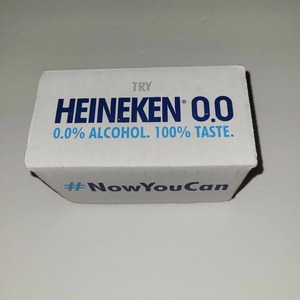 TRY
HEINEKEN® 0.0
0.0% ALCOHOL. 100% TASTE.
#NowYouCan